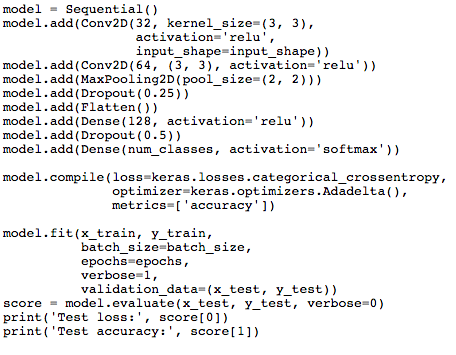 model = Sequential()
model.add(Conv2D(32, kernel_size=(3, 3),
                 activation='relu',
                 input_shape=input_shape))
model.add(Conv2D(64, (3, 3), activation='relu'))
model.add(MaxPooling2D(pool_size=(2, 2)))
model.add(Dropout(0.25))
model.add(Flatten())
model.add(Dense(128, activation='relu'))
model.add(Dropout(0.5))
model.add(Dense(num_classes, activation='softmax'))

model.compile(loss=keras.losses.categorical_crossentropy,
              optimizer=keras.optimizers.Adadelta(),
              metrics=['accuracy'])

model.fit(x_train, y_train,
          batch_size=batch_size,
          epochs=epochs,
          verbose=1,
          validation_data=(x_test, y_test))
score = model.evaluate(x_test, y_test, verbose=0)
print('Test loss:', score[0])
print('Test accuracy:', score[1])